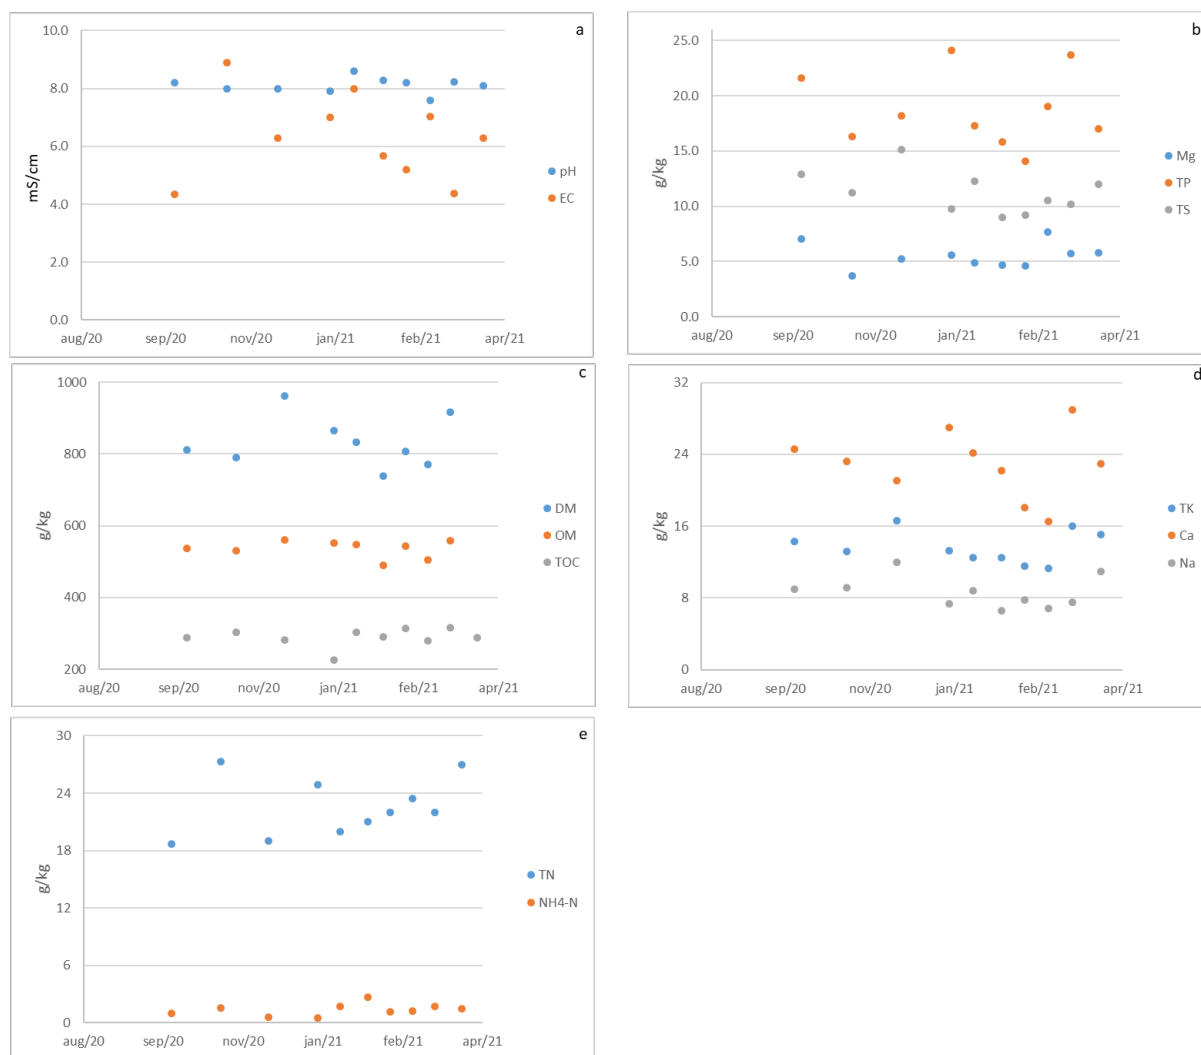 a
10.0
8.0
6.0
4.0
2.0
0.0
mS/cm
aug/20 sep/20 nov/20 jan/21 feb/21 apr/21
pH
EC
b
25.0
20.0
15.0
10.0
5.0
0.0
g/kg
aug/20 sep/20 nov/20 jan/21 feb/21 apr/21
Mg
TP
TS
c
1000
800
600
400
200
g/kg
aug/20 sep/20 nov/20 jan/21 feb/21 apr/21
DM
OM
TOC
d
32
24
16
8
0
g/kg
aug/20 sep/20 nov/20 jan/21 feb/21 apr/21
TK
Ca
Na
e
30
24
18
12
6
0
g/kg
aug/20 sep/20 nov/20 jan/21 feb/21 apr/21
TN
NH4-N